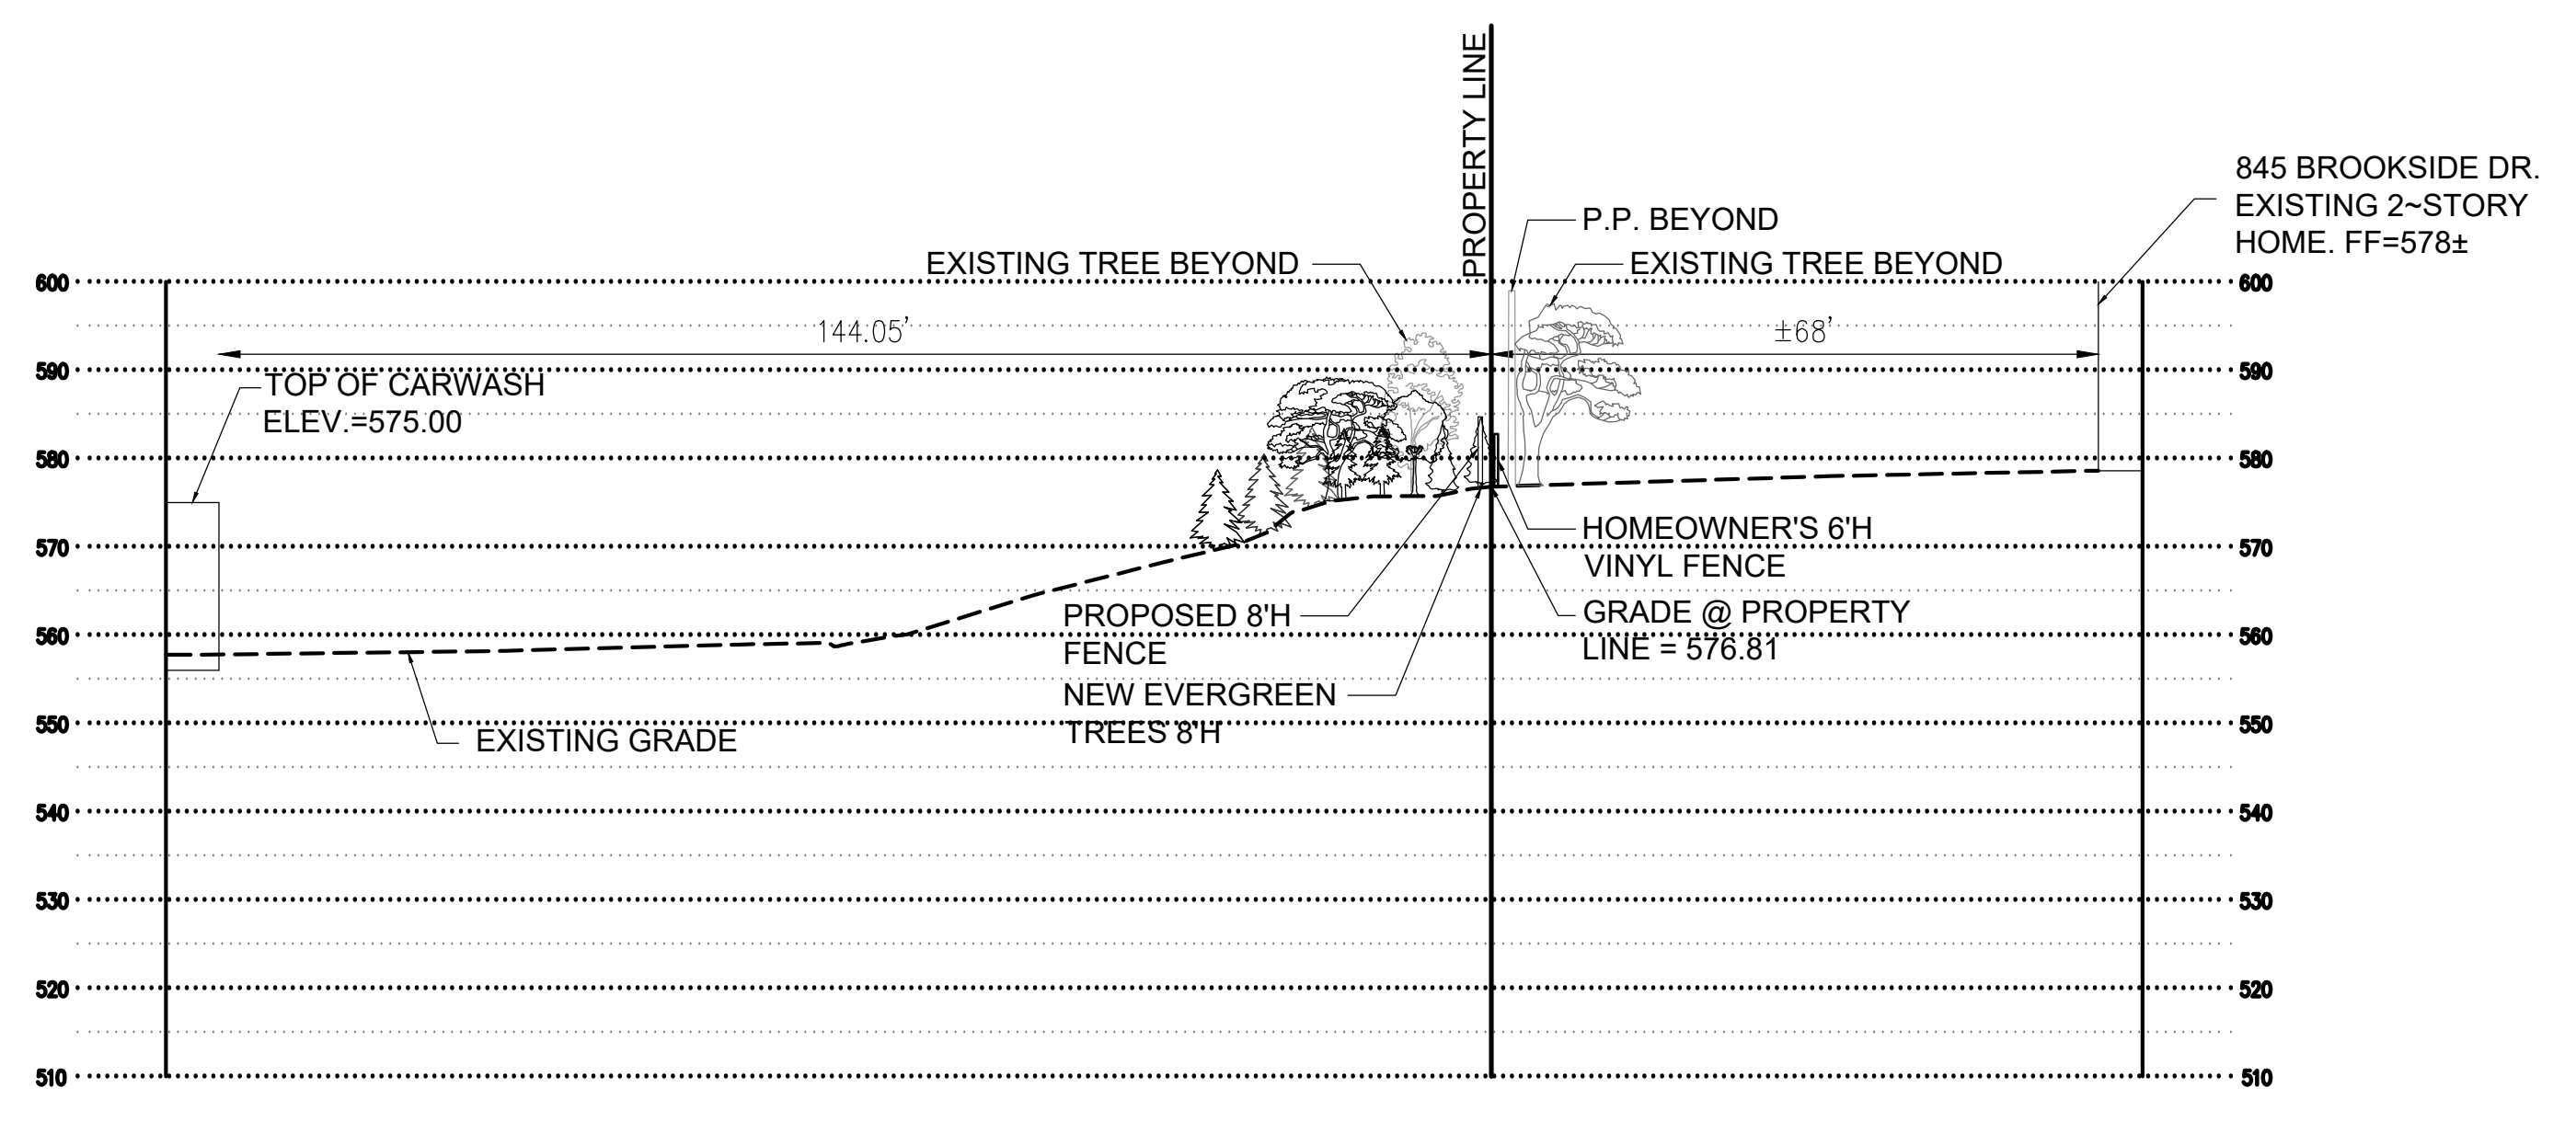 PROPERTY LINE
845 BROOKSIDE DR.
EXISTING 2~STORY
HOME. FF=578±
P.P. BEYOND
EXISTING TREE BEYOND
EXISTING TREE BEYOND
600
600
144.05'
±68'
590
590
TOP OF CARWASH
ELEV.=575.00
580
580
HOMEOWNER'S 6'H
VINYL FENCE
570
570
PROPOSED 8'H
FENCE
GRADE @ PROPERTY
LINE = 576.81
560
560
NEW EVERGREEN
TREES 8'H
550
550
EXISTING GRADE
540
540
530
530
520
520
510
510